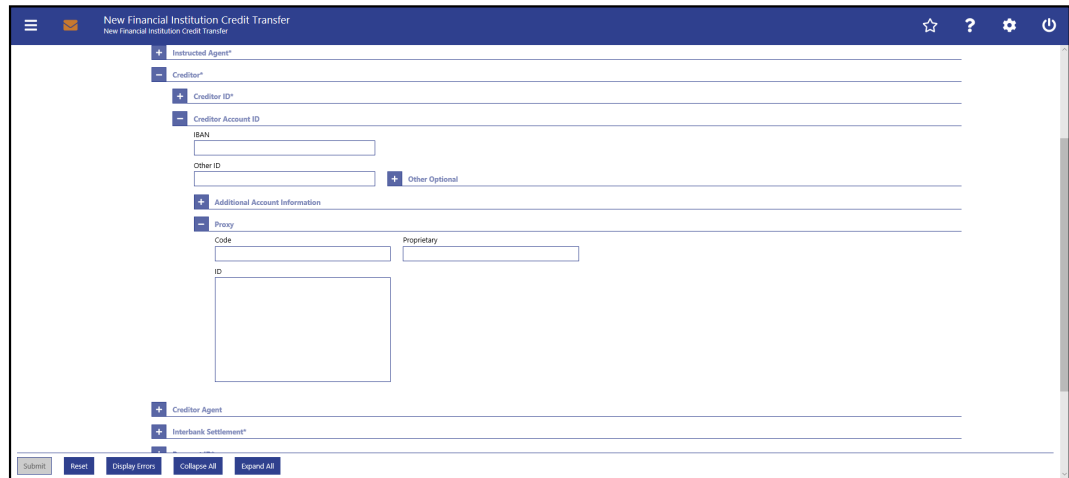 New Financial Institution Credit Transfer
New Financial Institution Credit Transfer
Instructed Agent*
Creditor*
Creditor ID*
Creditor Account ID
IBAN
Other ID
Other Optional
Additional Account Information
Proxy
Code Proprietary
ID
Creditor Agent
Interbank Settlement*
Submit Reset Display Errors Collapse All Expand All